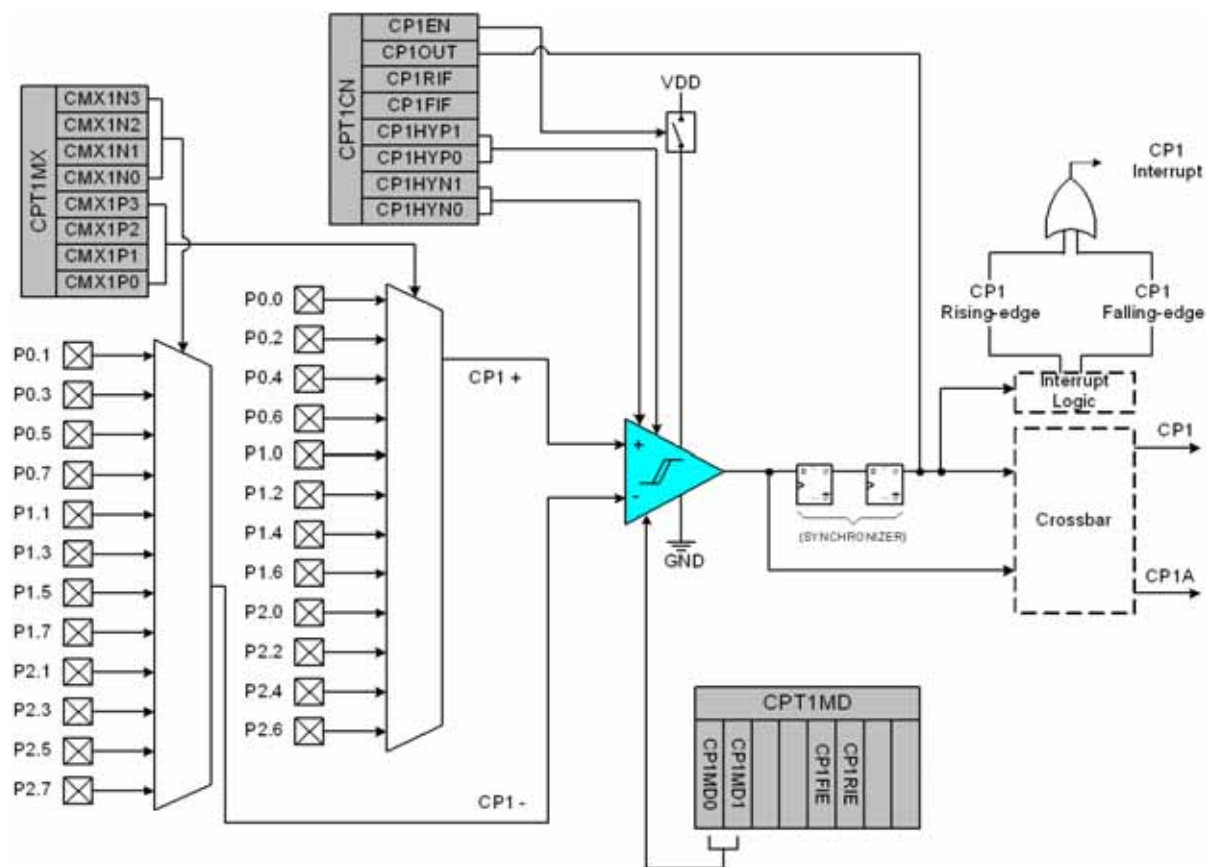 CPT1CN
CP1EN
CP1OUT
CP1RIF
CP1FIF
CP1HYP1
CP1HYP0
CP1HYN1
CP1HYN0
VDD
CPT1MX
CMX1N3
CMX1N2
CMX1N1
CMX1N0
CMX1P3
CMX1P2
CMX1P1
CMX1P0
CP1
Interrupt
CP1
Rising-edge
CP1
Falling-edge
Interrupt
Logic
P0.1
P0.3
P0.5
P0.7
P1.1
P1.3
P1.5
P1.7
P2.1
P2.3
P2.5
P2.7
P0.0
P0.2
P0.4
P0.6
P1.0
P1.2
P1.4
P1.6
P2.0
P2.2
P2.4
P2.6
CP1 +
CP1 -
+
-
GND
(SYNCHRONIZER)
Crossbar
CP1
CP1A
CPT1MD
CP1MD0
CP1MD1
CP1FIE
CP1RIE